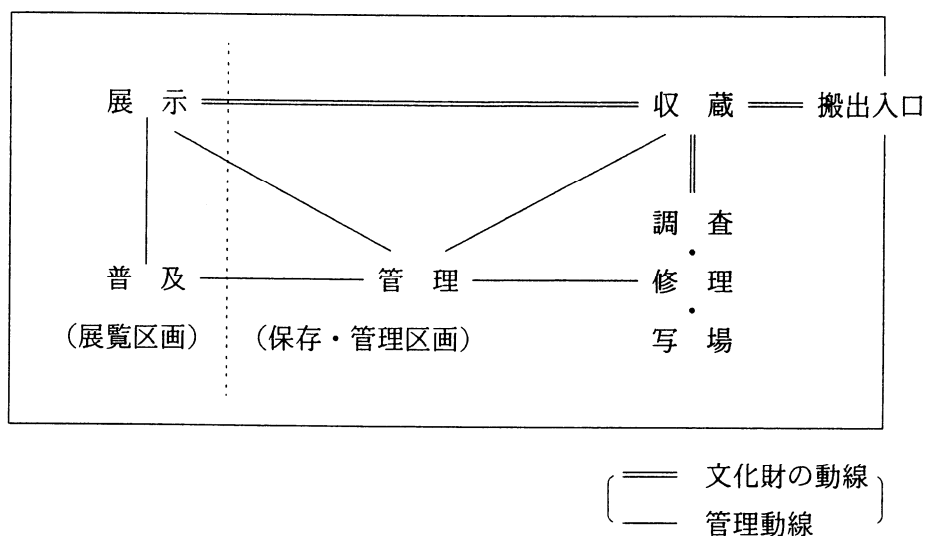 展示
収蔵
搬出入口
調査
・
普及
管理
修理
(展覧区画)
(保存・管理区画)
・
写場
文化財の動線
管理動線